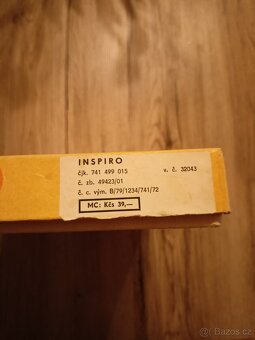 INSPIRO
čjk. 741 499 015 v. č. 32043
č. zb. 49423/01
č. c. vým. B/79/1234/741/72
MC: Kčs 39,—
Bazos.cz